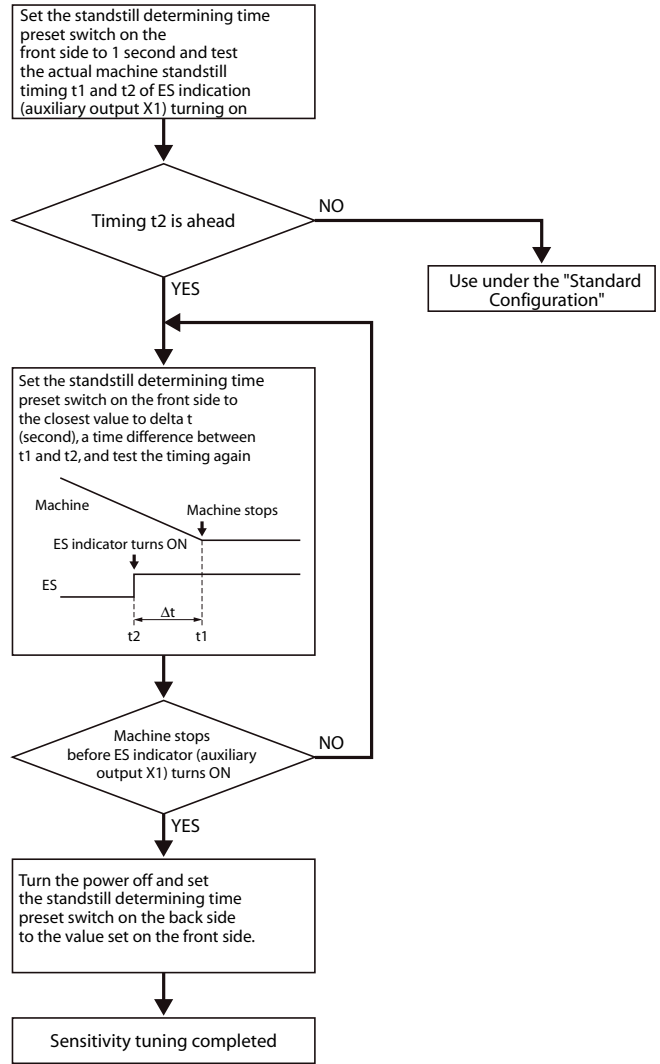 Set the standstill determining time
preset switch on the
front side to 1 second and test
the actual machine standstill
timing t1 and t2 of ES indication
(auxiliary output X1) turning on
Timing t2 is ahead
NO
Use under the "Standard
Configuration"
YES
Set the standstill determining time
preset switch on the front side to
the closest value to delta t
(second), a time difference between
t1 and t2, and test the timing again
Machine
Machine stops
ES indicator turns ON
ES
Δt
t2
t1
Machine stops
before ES indicator (auxiliary
output X1) turns ON
NO
YES
Turn the power off and set
the standstill determining time
preset switch on the back side
to the value set on the front side.
Sensitivity tuning completed